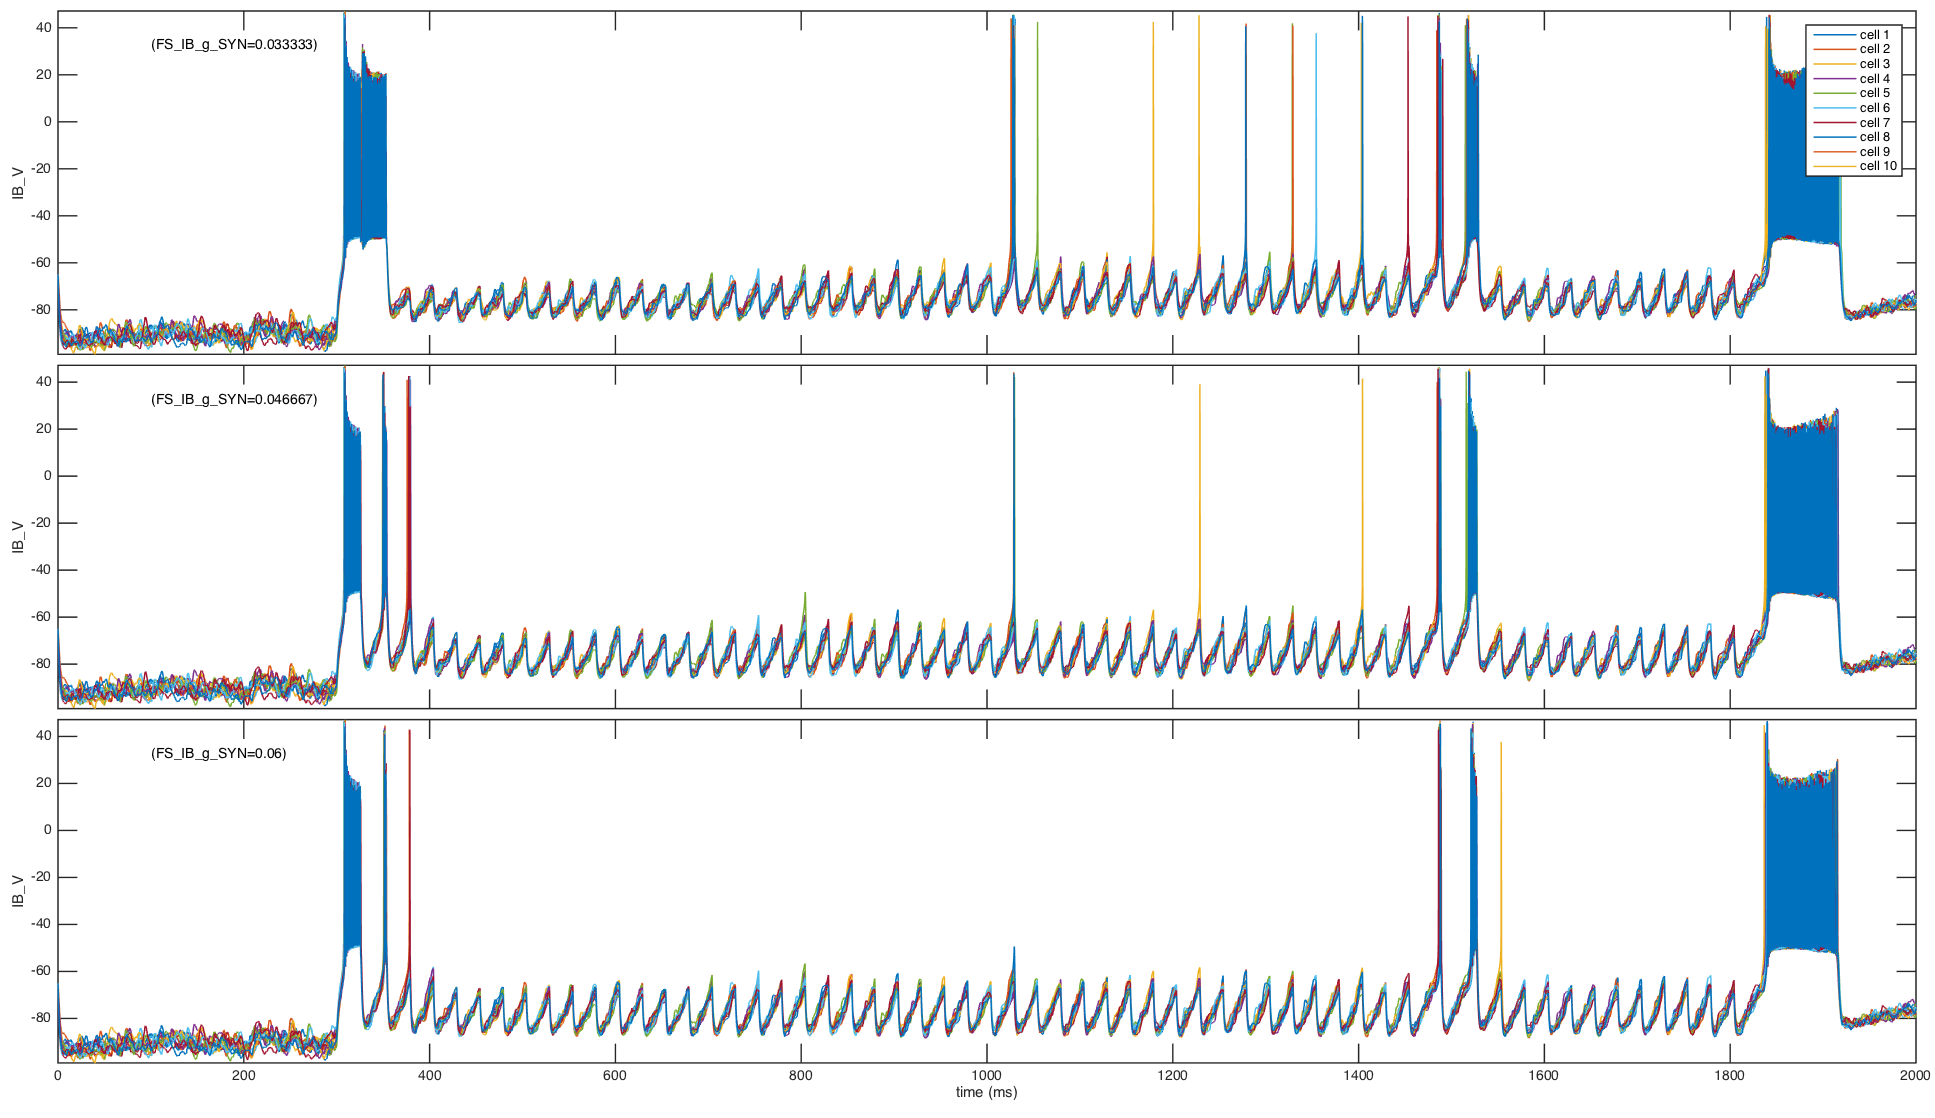 40
20
0
-20
-40
-60
-80
IB_V
(FS_IB_g_SYN=0.033333)
cell 1
cell 2
cell 3
cell 4
cell 5
cell 6
cell 7
cell 8
cell 9
cell 10
40
20
0
-20
-40
-60
-80
IB_V
(FS_IB_g_SYN=0.046667)
40
20
0
-20
-40
-60
-80
IB_V
(FS_IB_g_SYN=0.06)
0 200 400 600 800 1000 1200 1400 1600 1800 2000
time (ms)